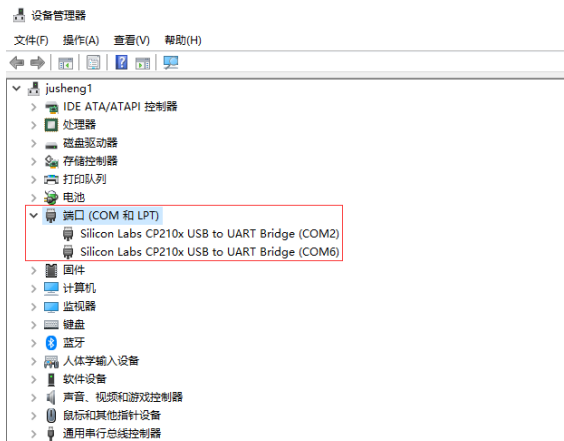 设备管理器
文件(F) 操作(A) 查看(V) 帮助(H)
jusheng1
IDE ATA/ATAPI 控制器
处理器
磁盘驱动器
存储控制器
打印队列
电池
端口 (COM 和 LPT)
Silicon Labs CP210x USB to UART Bridge (COM2)
Silicon Labs CP210x USB to UART Bridge (COM6)
固件
计算机
监视器
键盘
蓝牙
人体学输入设备
软件设备
声音、视频和游戏控制器
鼠标和其他指针设备
通用串行总线控制器